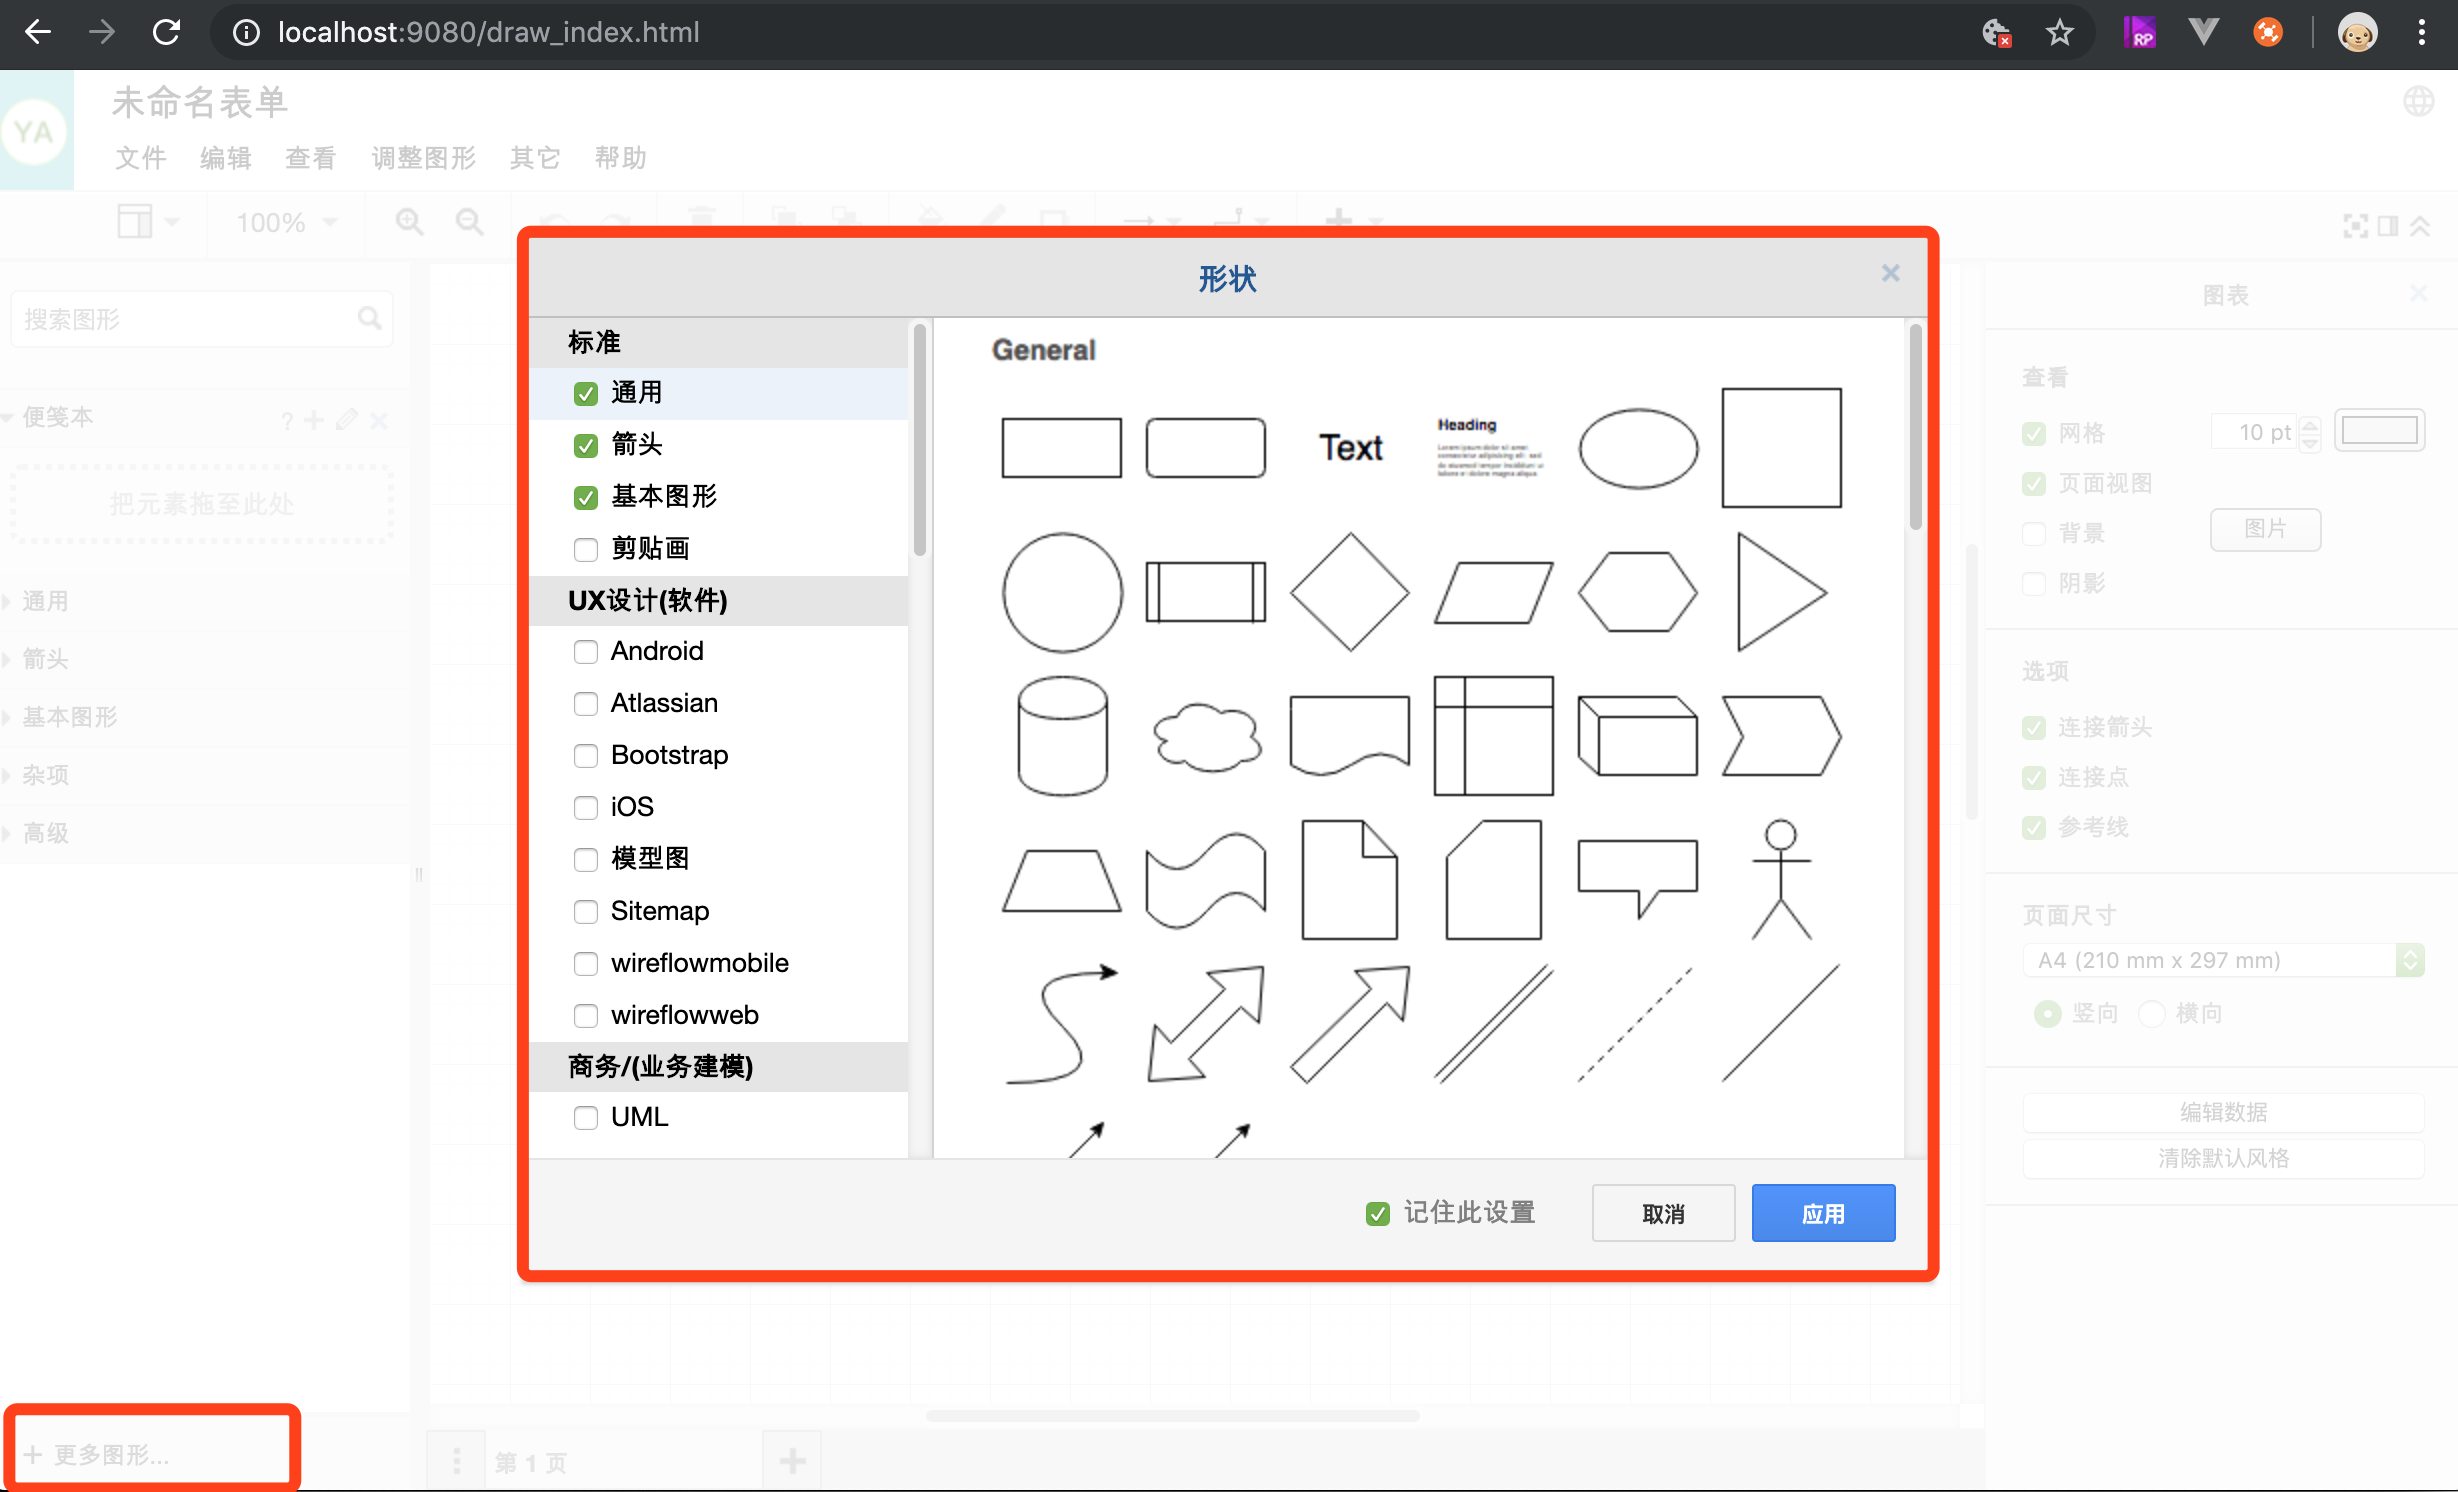 localhost:9080/draw_index.html
YA
未命名表单
文件 编辑 查看 调整图形 其它 帮助
100%
搜索图形
便笺本
?
把元素拖至此处
通用
箭头
基本图形
杂项
高级
+ 更多图形...
形状
标准
通用
箭头
基本图形
剪贴画
UX设计(软件)
Android
Atlassian
Bootstrap
iOS
模型图
Sitemap
wireflowmobile
wireflowweb
商务/(业务建模)
UML
General
Text
Heading
记住此设置
取消
应用
第 1 页
图表
查看
网格 10 pt
页面视图
背景 图片
阴影
选项
连接箭头
连接点
参考线
页面尺寸
A4 (210 mm x 297 mm)
竖向 横向
编辑数据
清除默认风格
RP